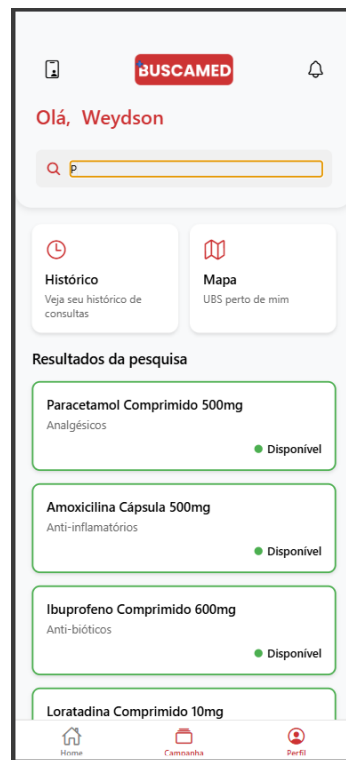 BUSCAMED
Olá, Weydson
P
Histórico
Veja seu histórico de
consultas
Mapa
UBS perto de mim
Resultados da pesquisa
Paracetamol Comprimido 500mg
Analgésicos
Disponível
Amoxicilina Cápsula 500mg
Anti-inflamatórios
Disponível
Ibuprofeno Comprimido 600mg
Anti-bióticos
Disponível
Loratadina Comprimido 10mg
Home
Campanha
Perfil